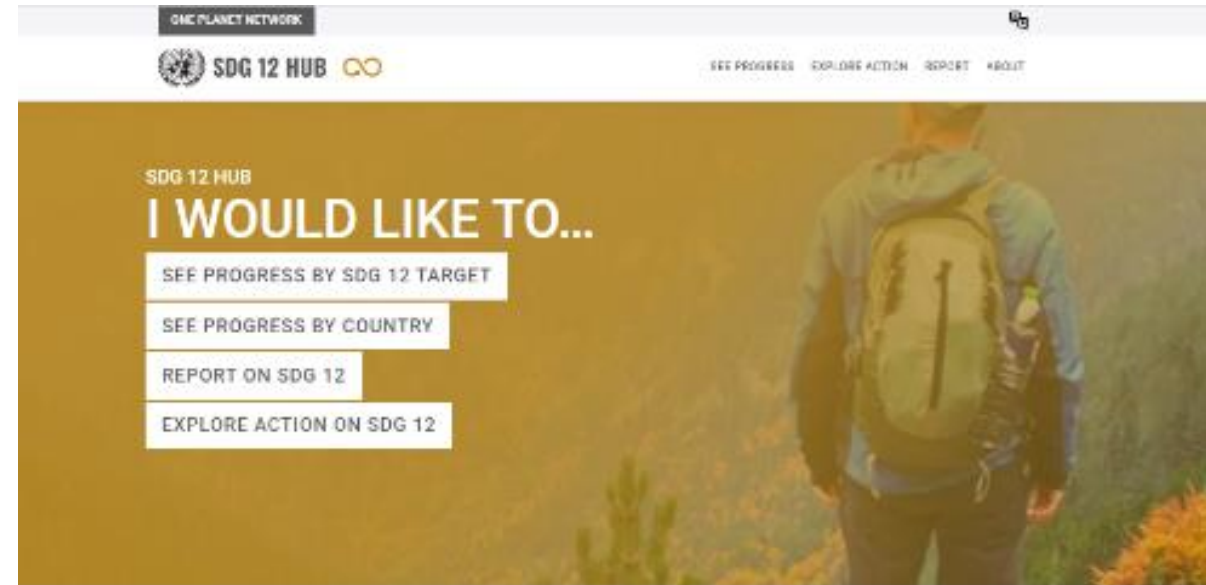 ONE PLANET NETWORK
SDG 12 HUB
SEE PROGRESS EXPLORE ACTION REPORT ABOUT
SDG 12 HUB
I WOULD LIKE TO...
SEE PROGRESS BY SDG 12 TARGET
SEE PROGRESS BY COUNTRY
REPORT ON SDG 12
EXPLORE ACTION ON SDG 12